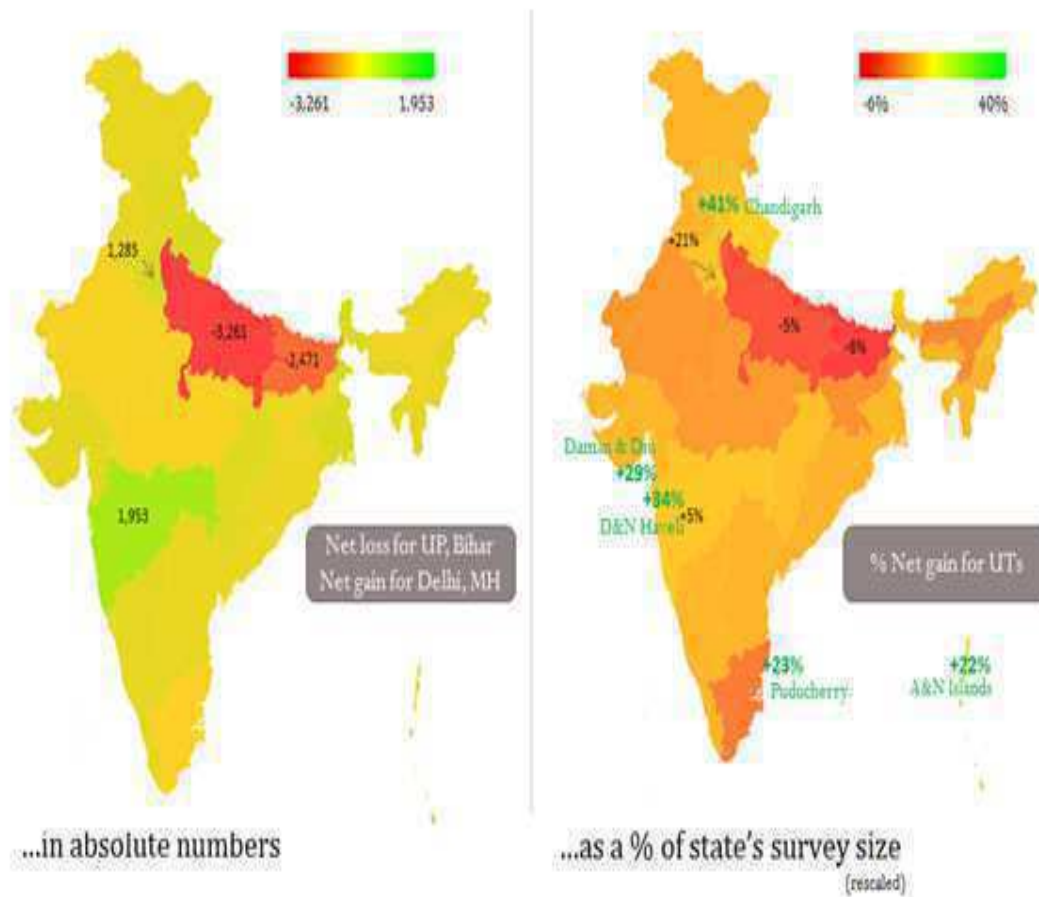 -3,261 1,953
1,285
-3,261
-2,471
1,953
Net loss for UP, Bihar
Net gain for Delhi, MH
...in absolute numbers
-6% 40%
+41% Chandigarh
+21%
-5%
-6%
Daman & Diu
+29%
+34%
+5%
D&N Haveli
% Net gain for UTs
+23%
Puducherry
+22%
A&N Islands
...as a % of state's survey size
(rescaled)